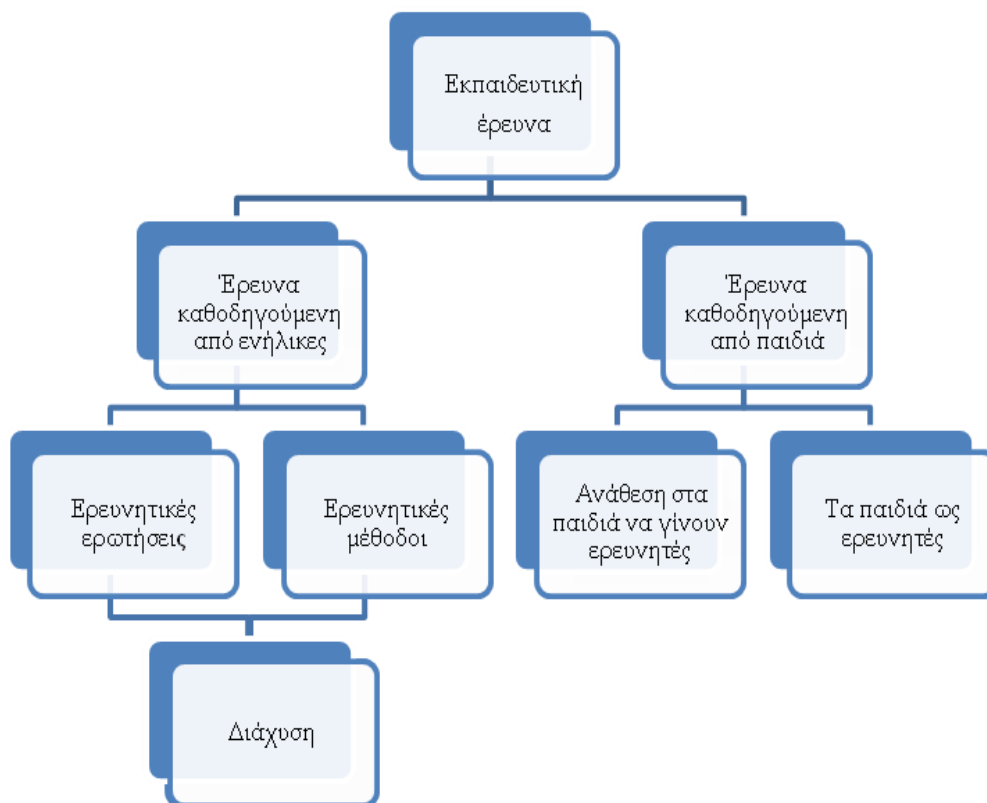 Εκπαιδευτική
έρευνα
Έρευνα
καθοδηγούμενη
από ενήλικες
Έρευνα
καθοδηγούμενη
από παιδιά
Ερευνητικές
ερωτήσεις
Ερευνητικές
μέθοδοι
Ανάθεση στα
παιδιά να γίνουν
ερευνητές
Τα παιδιά ως
ερευνητές
Διάχυση